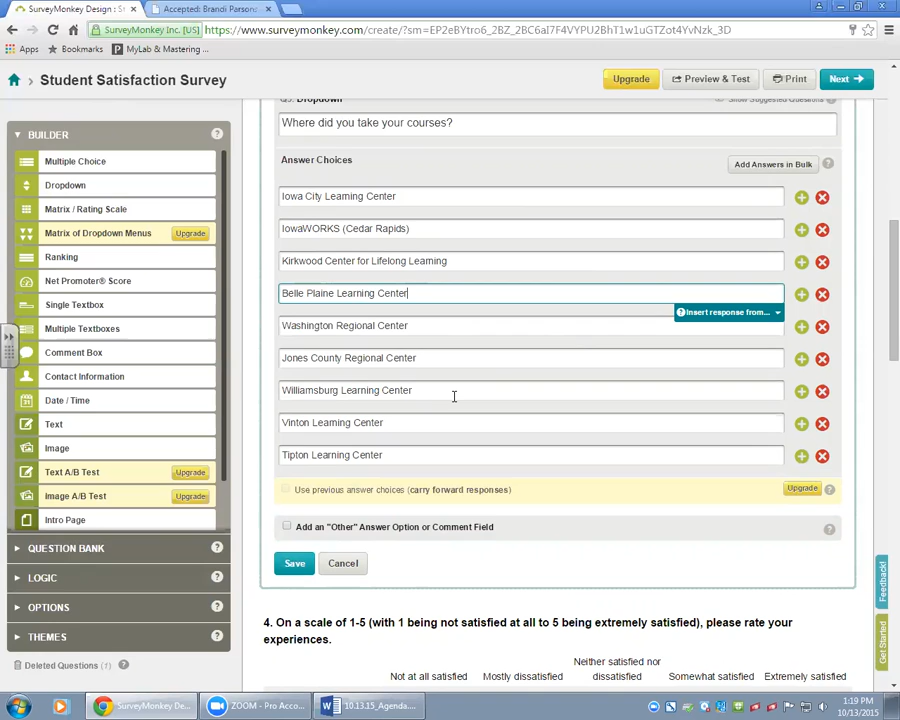 SurveyMonkey Design : S
Accepted: Brandi Parson
SurveyMonkey Inc. [US]
https://www.surveymonkey.com/create/?sm=EP2eBYtro6_2BZ_2BC6aI7F4VYPU2BhT1w1uGTZot4YvNzk_3D
Apps
Bookmarks
MyLab & Mastering ...
Student Satisfaction Survey
Upgrade
Preview & Test
Print
Next
BUILDER
Multiple Choice
Dropdown
Matrix / Rating Scale
Matrix of Dropdown Menus
Upgrade
Ranking
Net Promoter® Score
Single Textbox
Multiple Textboxes
Comment Box
Contact Information
Date / Time
Text
Image
Text A/B Test
Upgrade
Image A/B Test
Upgrade
Intro Page
QUESTION BANK
LOGIC
OPTIONS
THEMES
Deleted Questions (1)
Dropdown
Show Suggested Questions
Where did you take your courses?
Answer Choices
Add Answers in Bulk
Iowa City Learning Center
IowaWORKS (Cedar Rapids)
Kirkwood Center for Lifelong Learning
Belle Plaine Learning Center
Insert response from...
Washington Regional Center
Jones County Regional Center
Williamsburg Learning Center
Vinton Learning Center
Tipton Learning Center
Use previous answer choices (carry forward responses)
Upgrade
Add an "Other" Answer Option or Comment Field
Save
Cancel
4. On a scale of 1-5 (with 1 being not satisfied at all to 5 being extremely satisfied), please rate your
experiences.
Neither satisfied nor
Not at all satisfied
Mostly dissatisfied
dissatisfied
Somewhat satisfied
Extremely satisfied
Feedback!
Get Started
SurveyMonkey De...
ZOOM - Pro Acco...
10.13.15_Agenda....
1:19 PM
10/13/2015